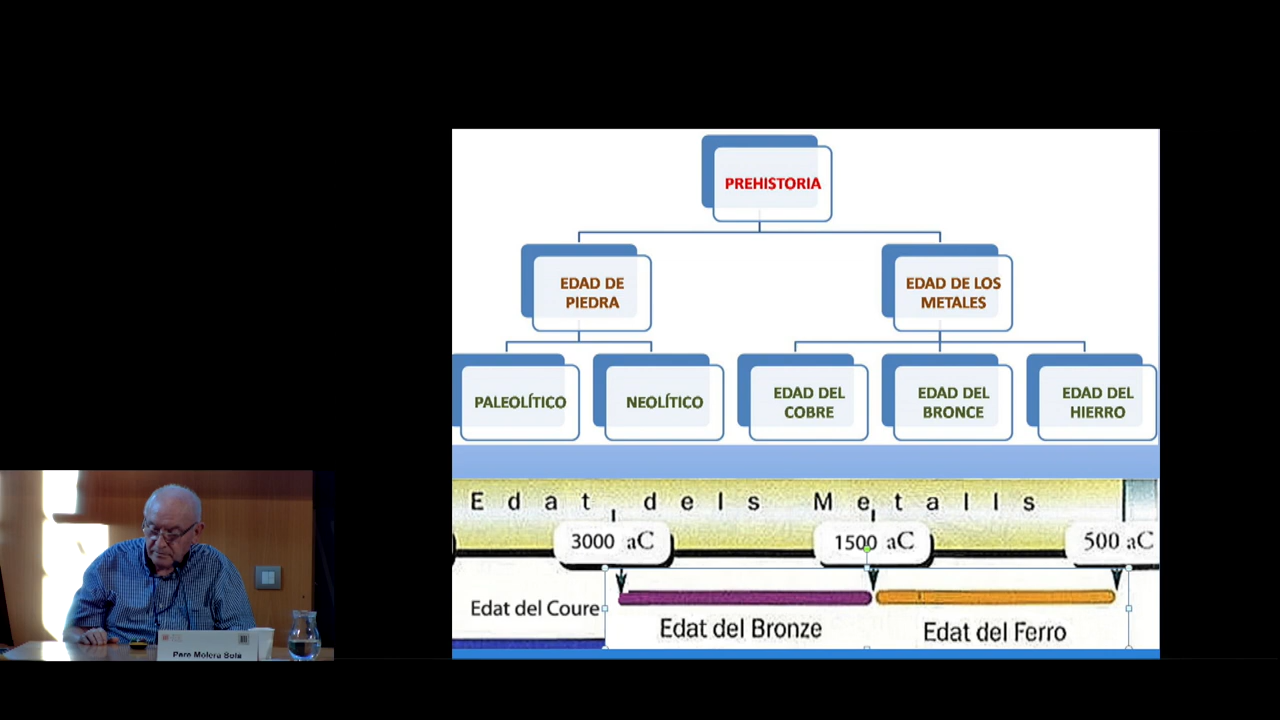 PREHISTORIA
EDAD DE
PIEDRA
EDAD DE LOS
METALES
PALEOLÍTICO
NEOLÍTICO
EDAD DEL
COBRE
EDAD DEL
BRONCE
EDAD DEL
HIERRO
Edat dels Metalls
3000 aC
1500 aC
500 aC
Edat del Coure
Edat del Bronze
Edat del Ferro
Pere Molera Solà